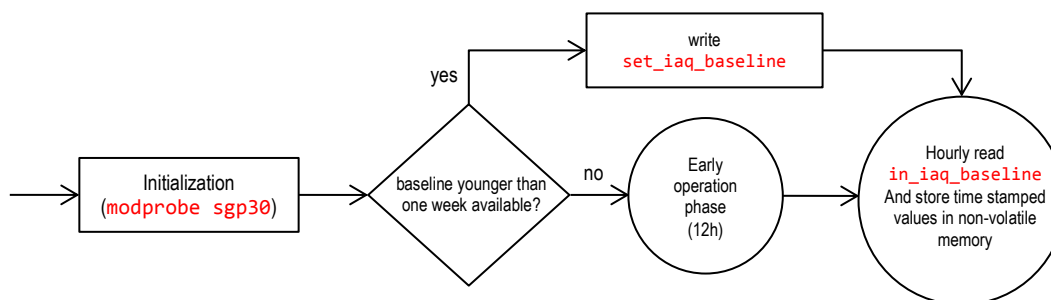 Initialization
(modprobe sgp30)
baseline younger than
one week available?
yes
write
set_iaq_baseline
no
Early
operation
phase
(12h)
Hourly read
in_iaq_baseline
And store time stamped
values in non-volatile
memory